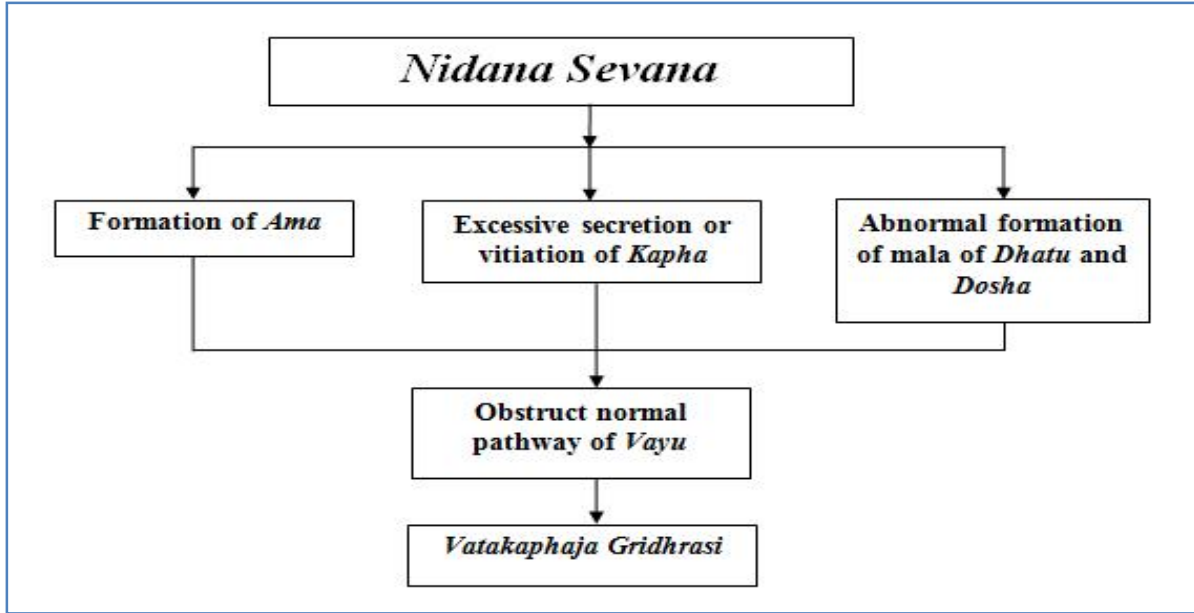 Nidana Sevana
Formation of Ama
Excessive secretion or
vitiation of Kapha
Abnormal formation
of mala of Dhatu and
Dosha
Obstruct normal
pathway of Vayu
Vatakaphaja Gridhrasi